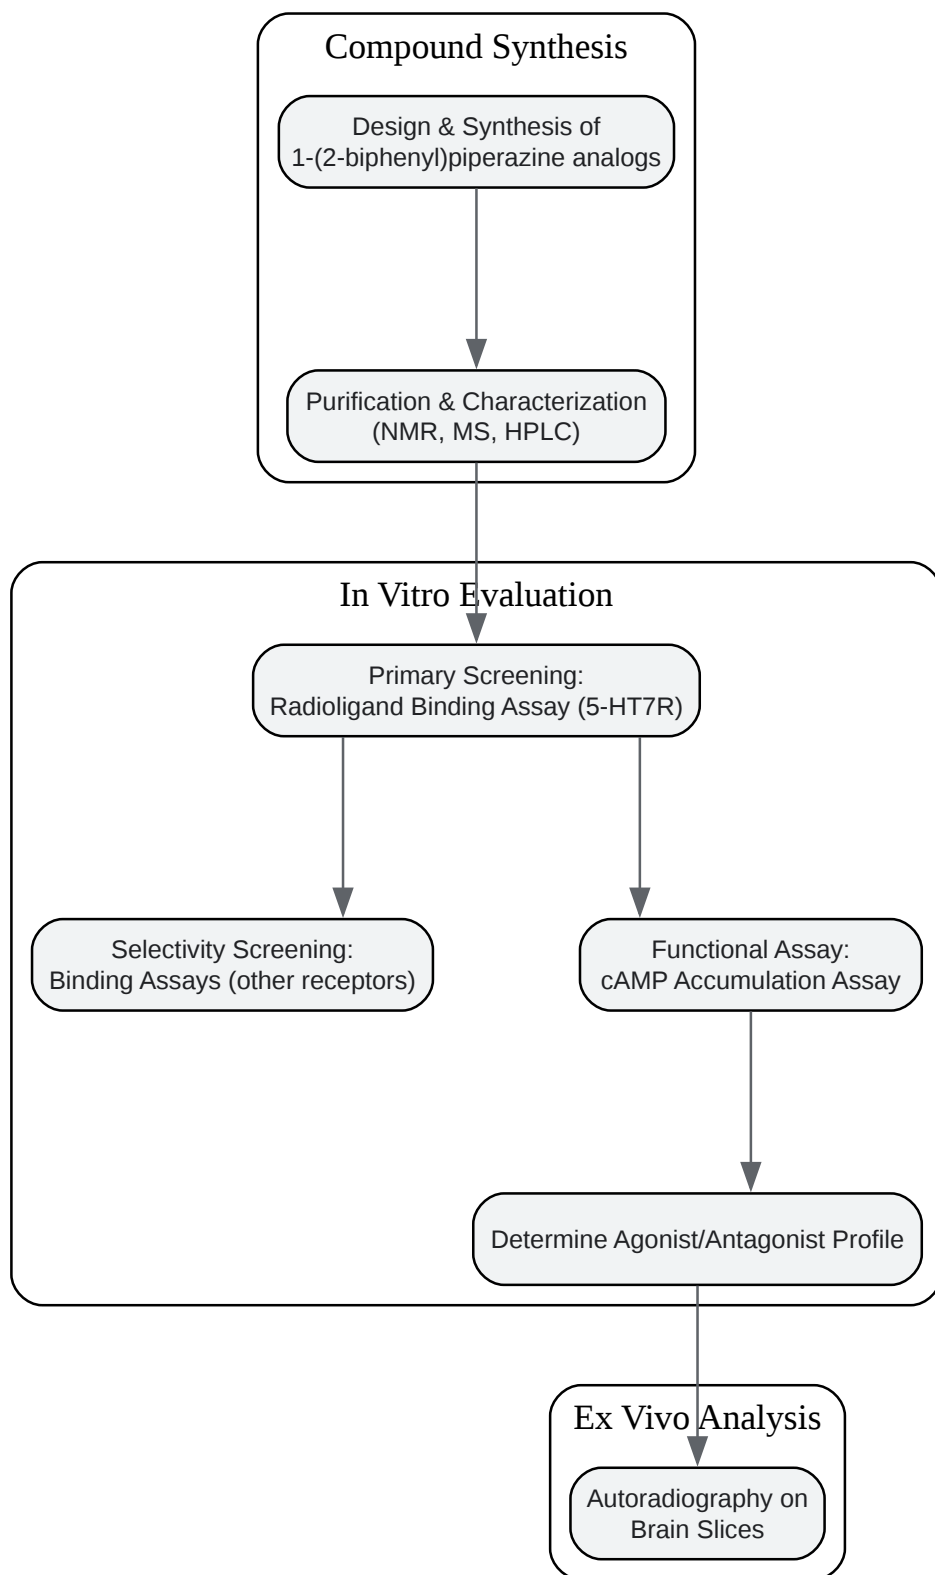 Compound Synthesis
Design & Synthesis of
1-(2-biphenyl)piperazine analogs
Purification & Characterization
(NMR, MS, HPLC)
In Vitro Evaluation
Primary Screening:
Radioligand Binding Assay (5-HT7R)
Selectivity Screening:
Binding Assays (other receptors)
Functional Assay:
cAMP Accumulation Assay
Determine Agonist/Antagonist Profile
Ex Vivo Analysis
Autoradiography on
Brain Slices